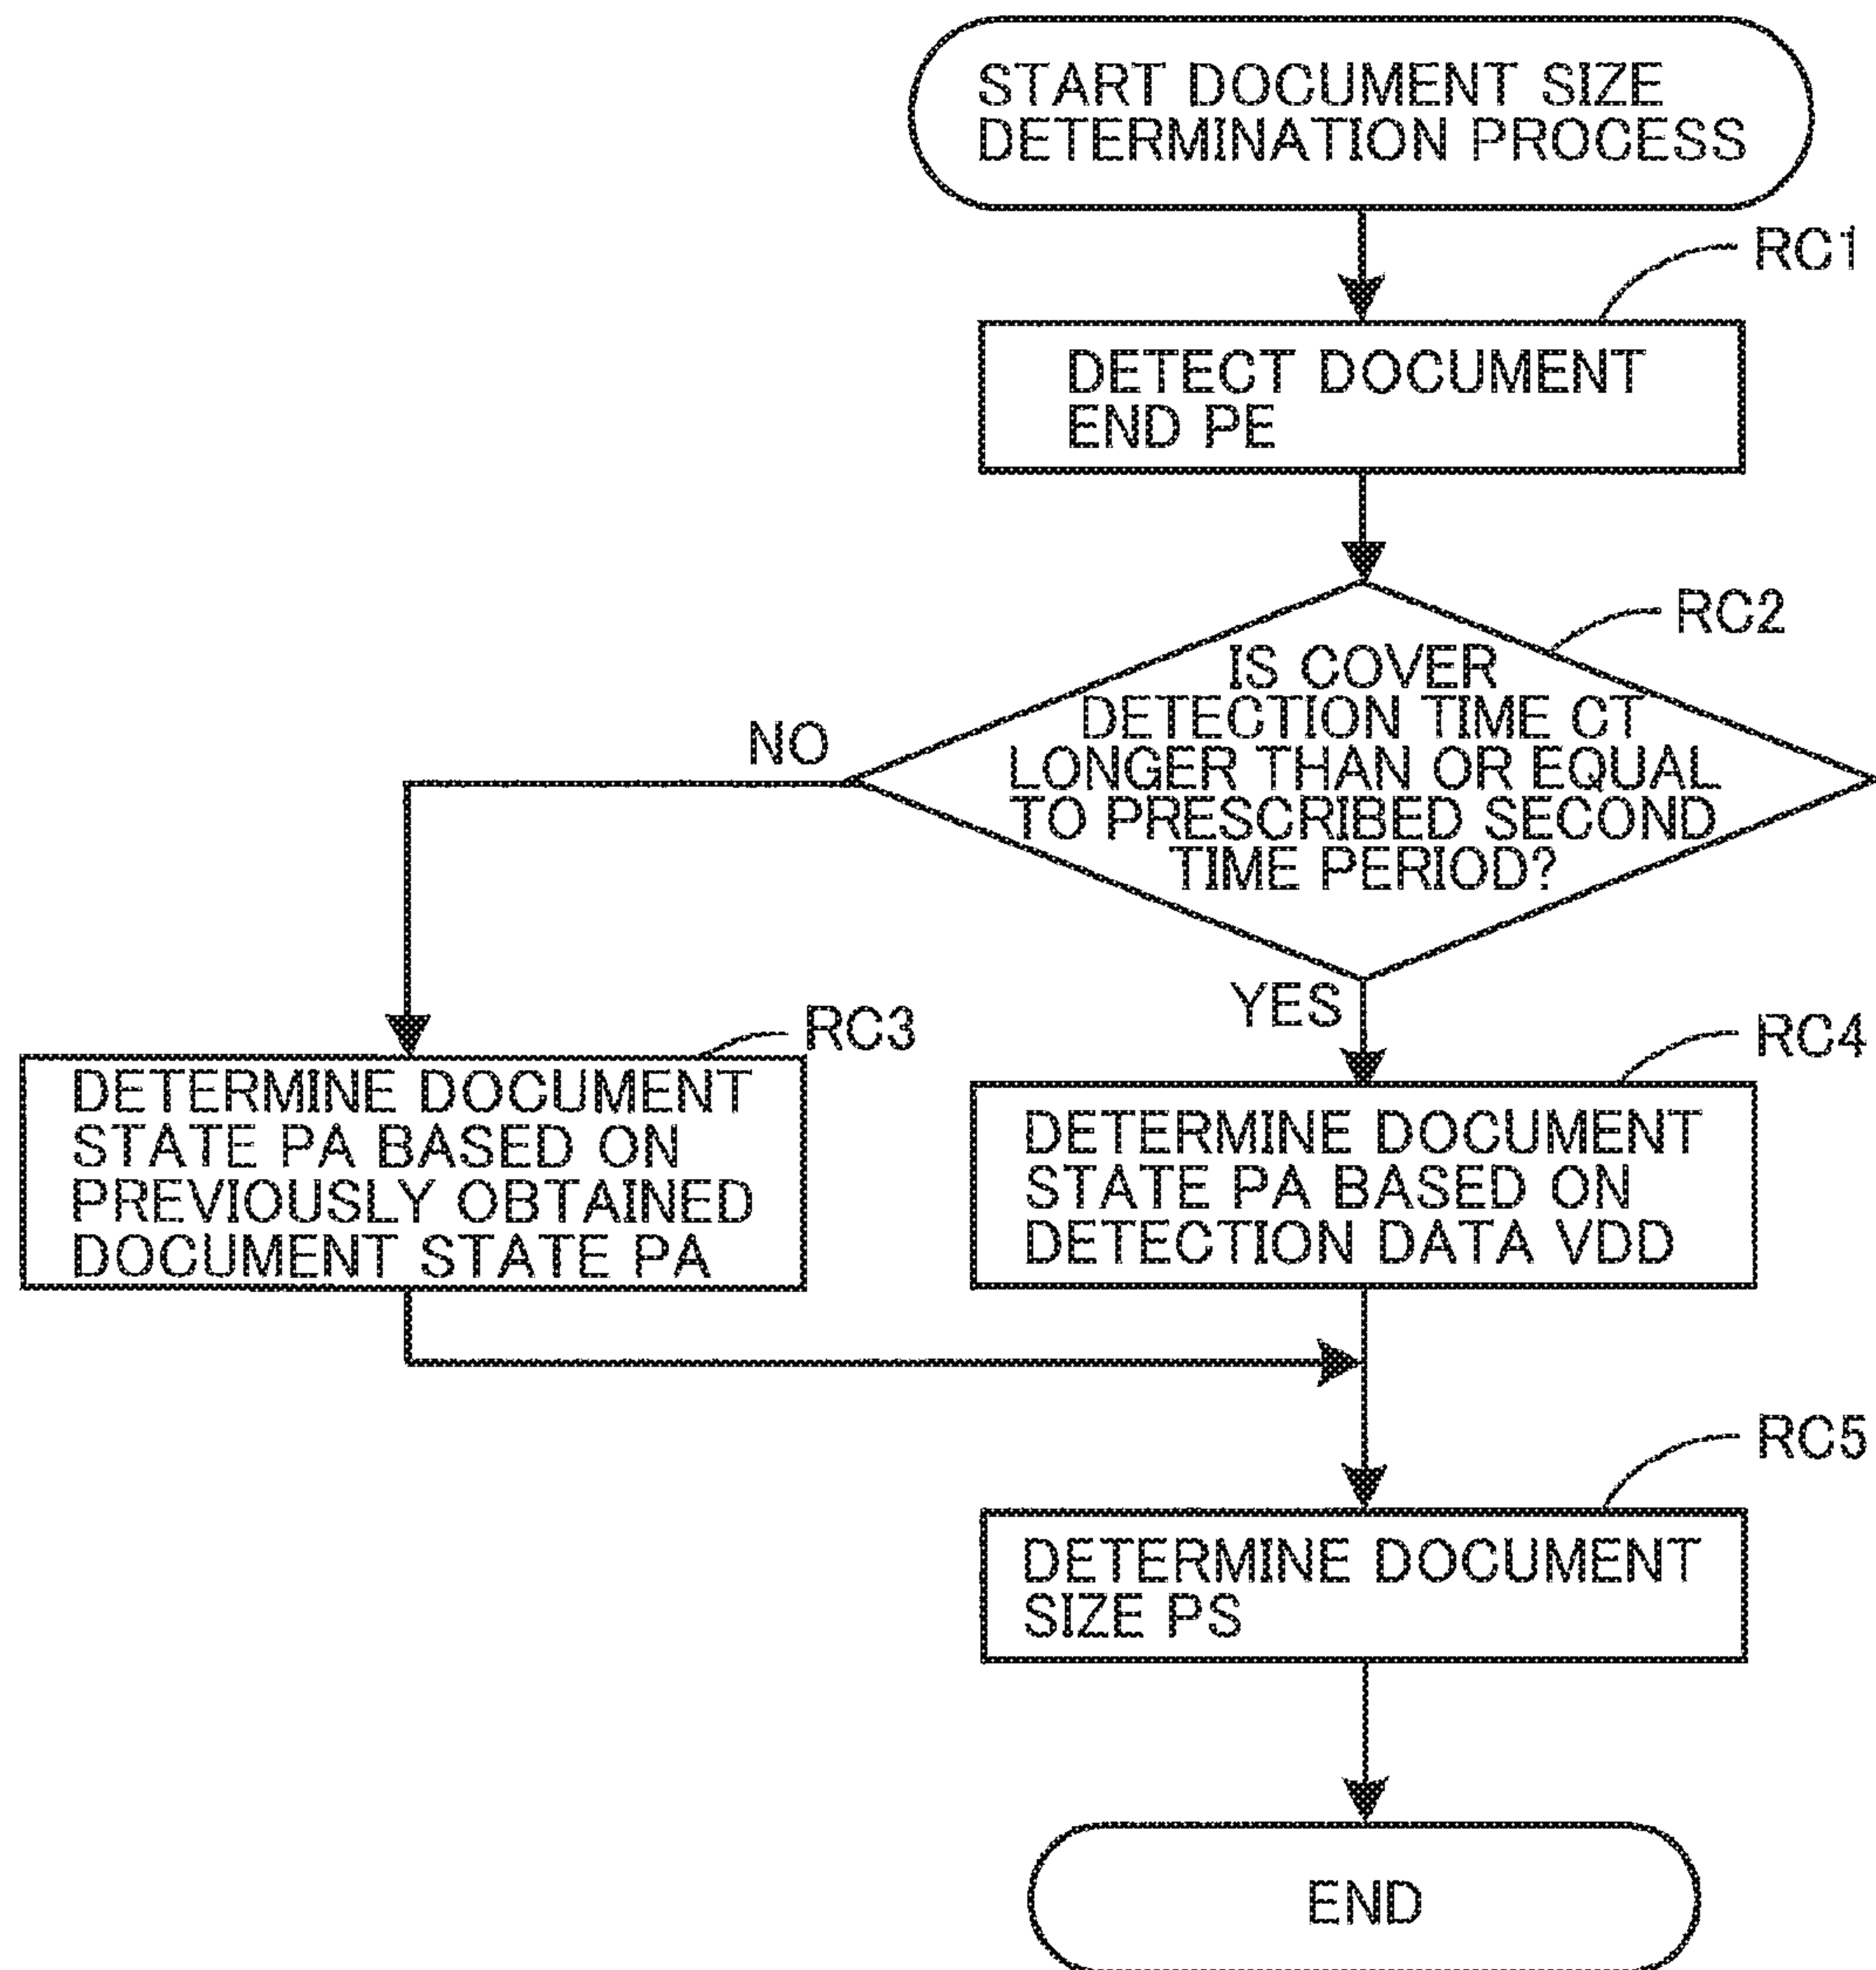 START DOCUMENT SIZE
DETERMINATION PROCESS
RC1
DETECT DOCUMENT
END PE
RC2
IS COVER
DETECTION TIME CT
LONGER THAN OR EQUAL
TO PRESCRIBED SECOND
TIME PERIOD?
NO
YES
RC3
DETERMINE DOCUMENT
STATE PA BASED ON
PREVIOUSLY OBTAINED
DOCUMENT STATE PA
RC4
DETERMINE DOCUMENT
STATE PA BASED ON
DETECTION DATA VDD
RC5
DETERMINE DOCUMENT
SIZE PS
END